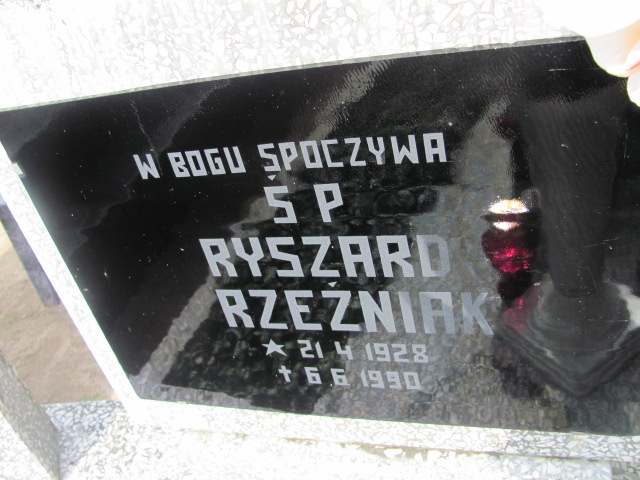 W BOGU SPOCZYWA
Ś P
RYSZARD
RZEŹNIAK
★ 21 4 1928
✝ 6 6 1990